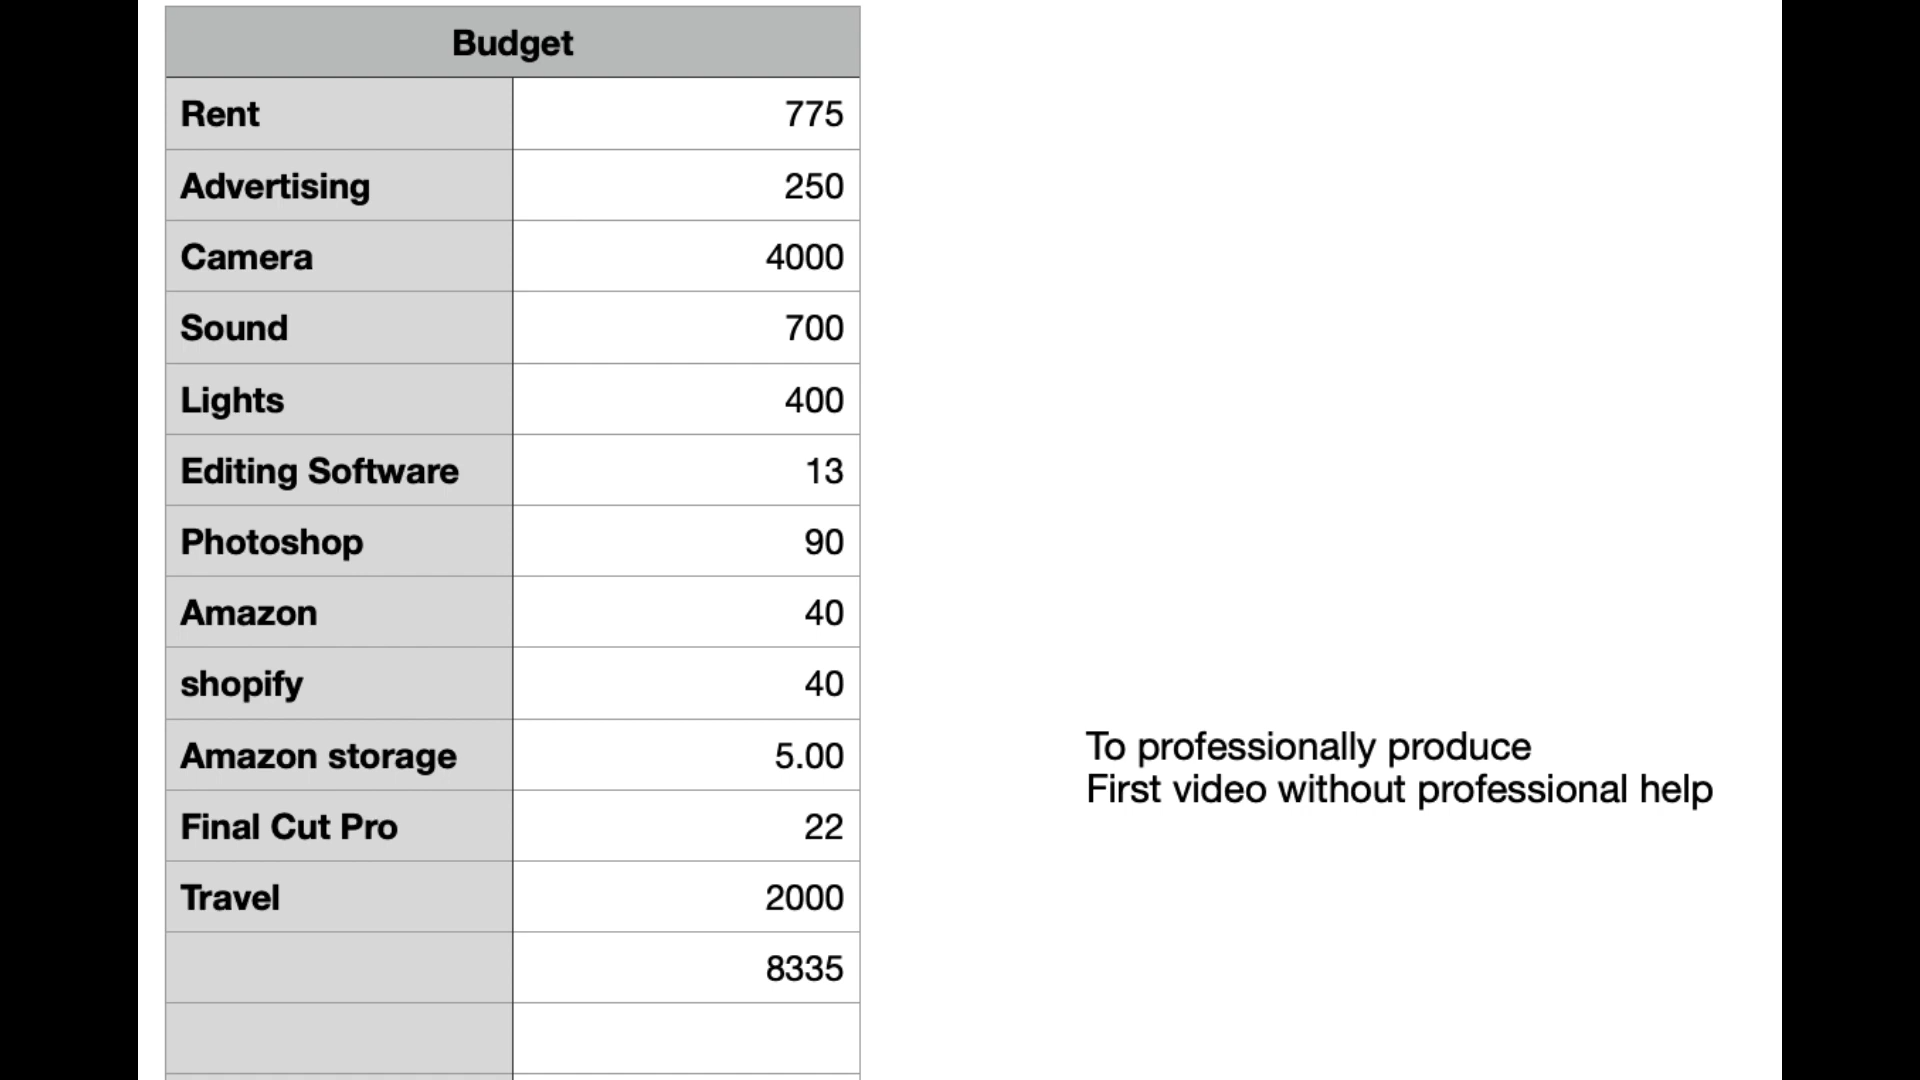 Budget
Rent 775
Advertising 250
Camera 4000
Sound 700
Lights 400
Editing Software 13
Photoshop 90
Amazon 40
shopify 40
Amazon storage 5.00
Final Cut Pro 22
Travel 2000
8335
To professionally produce
First video without professional help